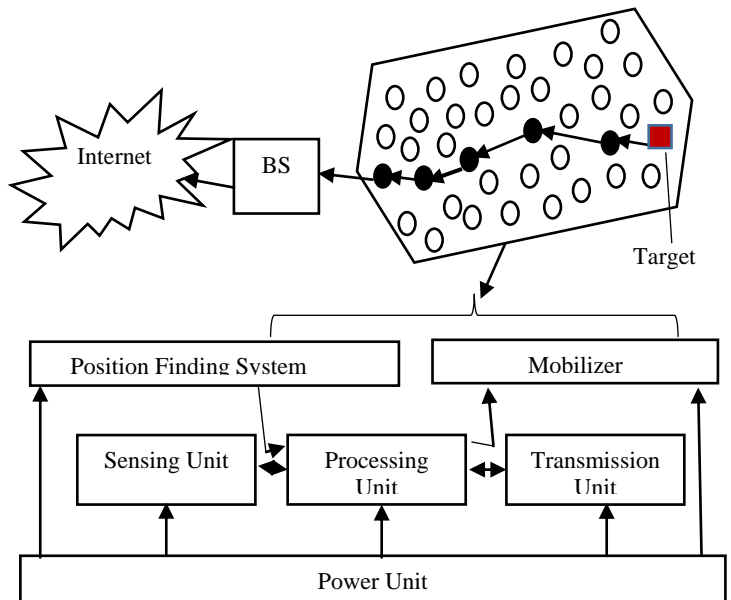 Internet
BS
Target
Position Finding System
Mobilizer
Sensing Unit
Processing
Unit
Transmission
Unit
Power Unit